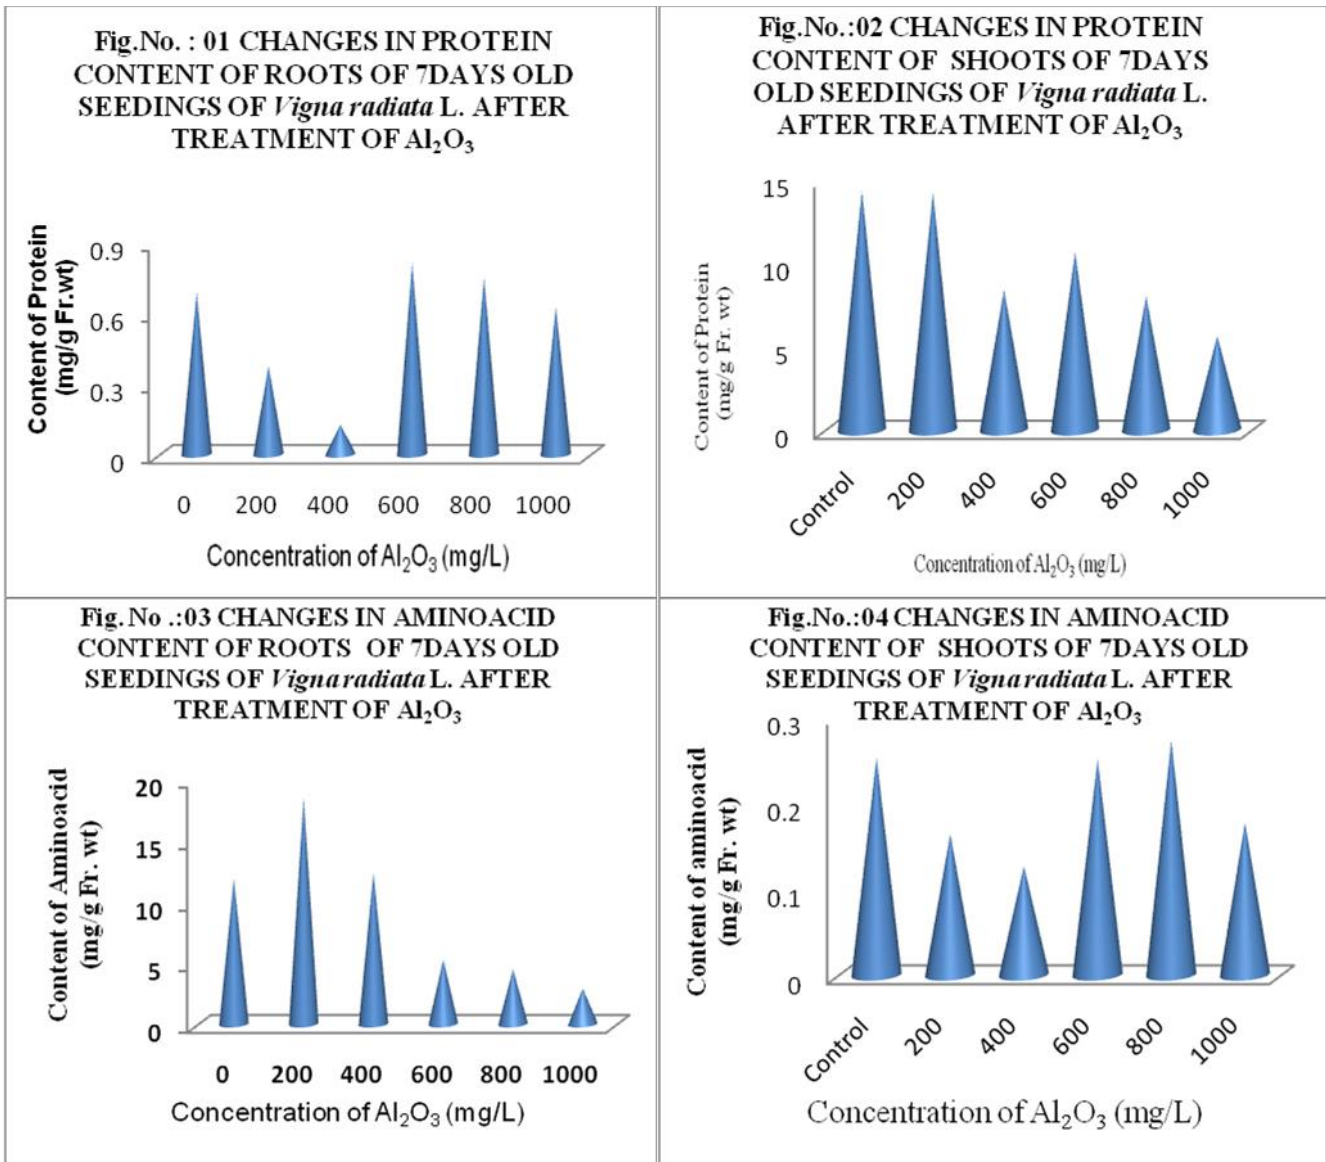 Fig.No. : 01 CHANGES IN PROTEIN
CONTENT OF ROOTS OF 7DAYS OLD
SEEDINGS OF Vigna radiata L. AFTER
TREATMENT OF Al₂O₃
Content of Protein
(mg/g Fr.wt)
0.9
0.6
0.3
0
0 200 400 600 800 1000
Concentration of Al₂O₃ (mg/L)
Fig.No.:02 CHANGES IN PROTEIN
CONTENT OF SHOOTS OF 7DAYS
OLD SEEDINGS OF Vigna radiata L.
AFTER TREATMENT OF Al₂O₃
Content of Protein
(mg/g Fr. wt)
15
10
5
0
Control 200 400 600 800 1000
Concentration of Al₂O₃ (mg/L)
Fig. No .:03 CHANGES IN AMINOACID
CONTENT OF ROOTS OF 7DAYS OLD
SEEDINGS OF Vigna radiata L. AFTER
TREATMENT OF Al₂O₃
Content of Aminoacid
(mg/g Fr. wt)
20
15
10
5
0
0 200 400 600 800 1000
Concentration of Al₂O₃ (mg/L)
Fig.No.:04 CHANGES IN AMINOACID
CONTENT OF SHOOTS OF 7DAYS OLD
SEEDINGS OF Vigna radiata L. AFTER
TREATMENT OF Al₂O₃
Content of aminoacid
(mg/g Fr. wt)
0.3
0.2
0.1
0
Control 200 400 600 800 1000
Concentration of Al₂O₃ (mg/L)